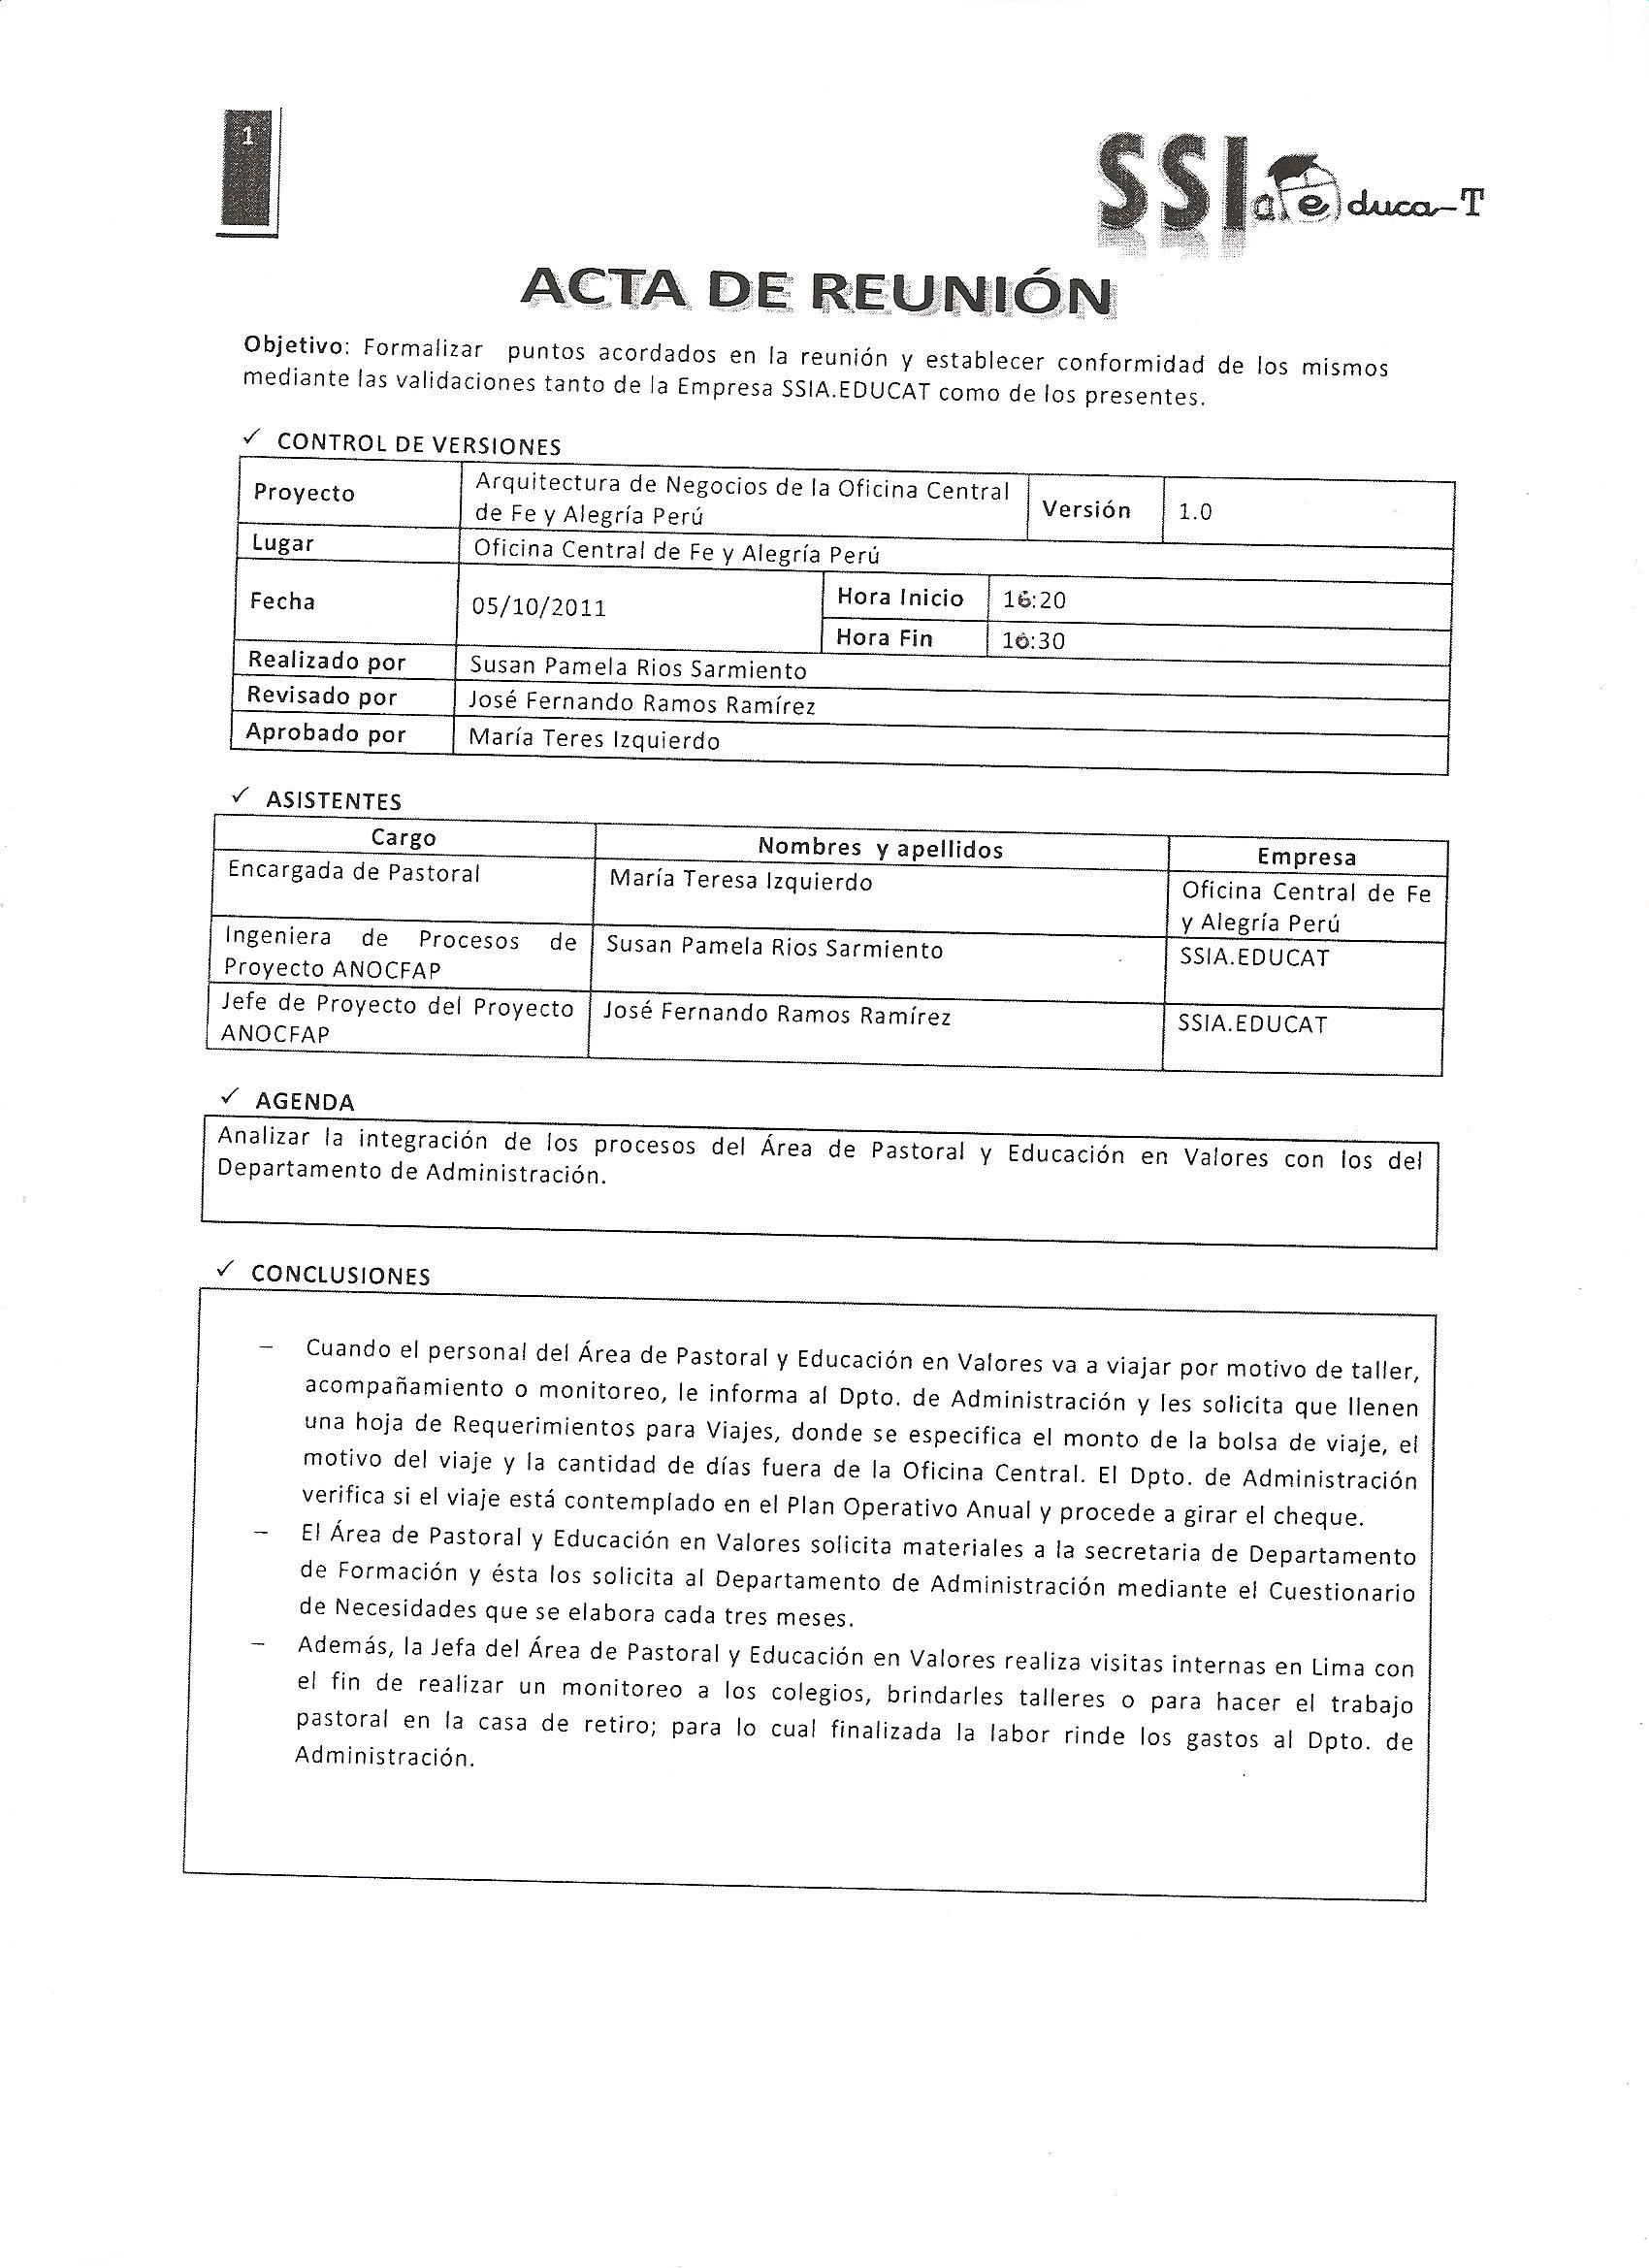 1
SSIa.educa-T
ACTA DE REUNIÓN
Objetivo: Formalizar puntos acordados en la reunión y establecer conformidad de los mismos
mediante las validaciones tanto de la Empresa SSIA.EDUCAT como de los presentes.
✓ CONTROL DE VERSIONES
Proyecto
Arquitectura de Negocios de la Oficina Central
de Fe y Alegría Perú
Versión
1.0
Lugar
Oficina Central de Fe y Alegría Perú
Fecha
05/10/2011
Hora Inicio
16:20
Hora Fin
16:30
Realizado por
Susan Pamela Rios Sarmiento
Revisado por
José Fernando Ramos Ramírez
Aprobado por
María Teres Izquierdo
✓ ASISTENTES
Cargo
Nombres y apellidos
Empresa
Encargada de Pastoral
María Teresa Izquierdo
Oficina Central de Fe
y Alegría Perú
Ingeniera de Procesos de
Proyecto ANOCFAP
Susan Pamela Rios Sarmiento
SSIA.EDUCAT
Jefe de Proyecto del Proyecto
ANOCFAP
José Fernando Ramos Ramírez
SSIA.EDUCAT
✓ AGENDA
Analizar la integración de los procesos del Área de Pastoral y Educación en Valores con los del
Departamento de Administración.
✓ CONCLUSIONES
– Cuando el personal del Área de Pastoral y Educación en Valores va a viajar por motivo de taller,
acompañamiento o monitoreo, le informa al Dpto. de Administración y les solicita que llenen
una hoja de Requerimientos para Viajes, donde se especifica el monto de la bolsa de viaje, el
motivo del viaje y la cantidad de días fuera de la Oficina Central. El Dpto. de Administración
verifica si el viaje está contemplado en el Plan Operativo Anual y procede a girar el cheque.
– El Área de Pastoral y Educación en Valores solicita materiales a la secretaria de Departamento
de Formación y ésta los solicita al Departamento de Administración mediante el Cuestionario
de Necesidades que se elabora cada tres meses.
– Además, la Jefa del Área de Pastoral y Educación en Valores realiza visitas internas en Lima con
el fin de realizar un monitoreo a los colegios, brindarles talleres o para hacer el trabajo
pastoral en la casa de retiro; para lo cual finalizada la labor rinde los gastos al Dpto. de
Administración.